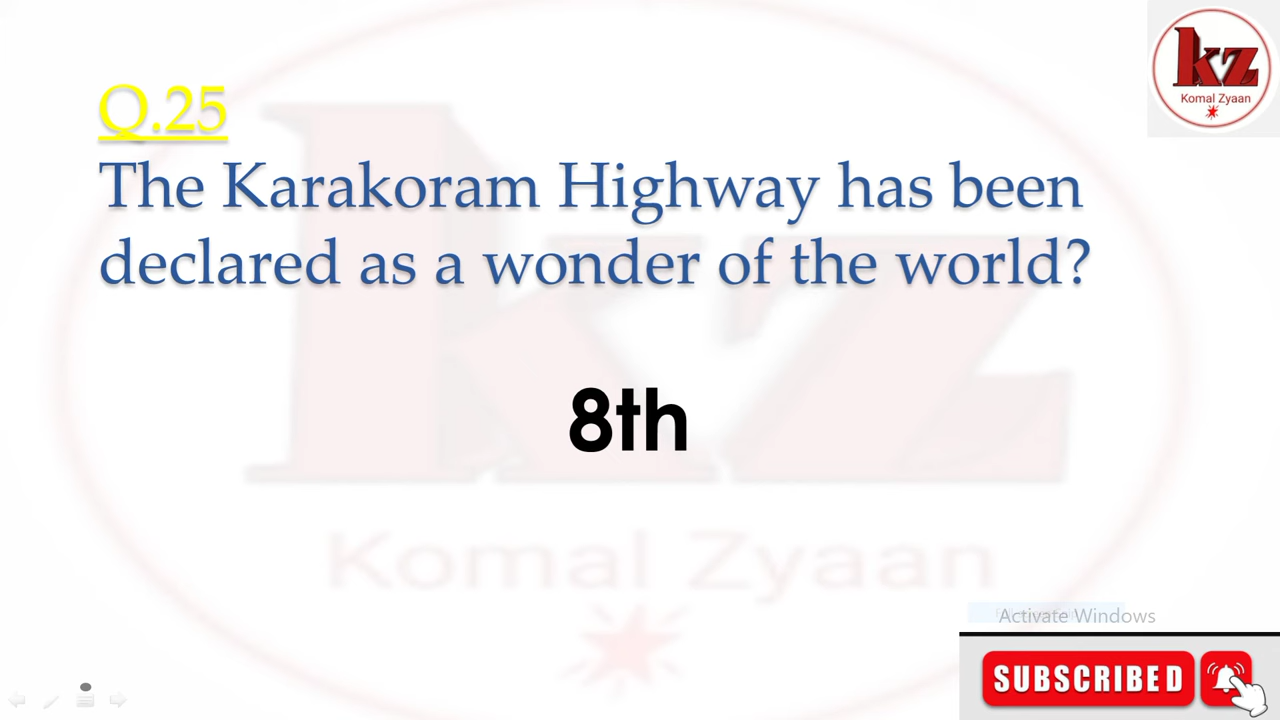 kz
Komal Zyaan
Q.25
The Karakoram Highway has been
declared as a wonder of the world?
8th
kz
Komal Zyaan
Activate Windows
SUBSCRIBED